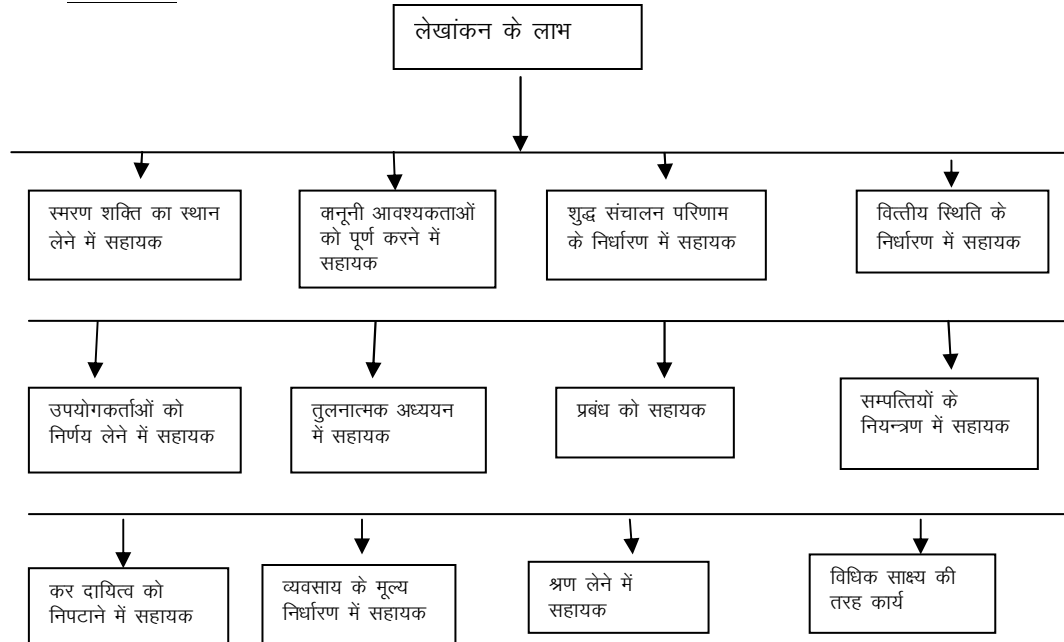 लेखांकन के लाभ
स्मरण शक्ति का स्थान
लेने में सहायक
कानूनी आवश्यकताओं
को पूर्ण करने में
सहायक
शुद्ध संचालन परिणाम
के निर्धारण में सहायक
वित्तीय स्थिति के
निर्धारण में सहायक
उपयोगकर्ताओं को
निर्णय लेने में सहायक
तुलनात्मक अध्ययन
में सहायक
प्रबंध को सहायक
सम्पत्तियों के
नियन्त्रण में सहायक
कर दायित्व को
निपटाने में सहायक
व्यवसाय के मूल्य
निर्धारण में सहायक
श्रण लेने में
सहायक
विधिक साक्ष्य की
तरह कार्य